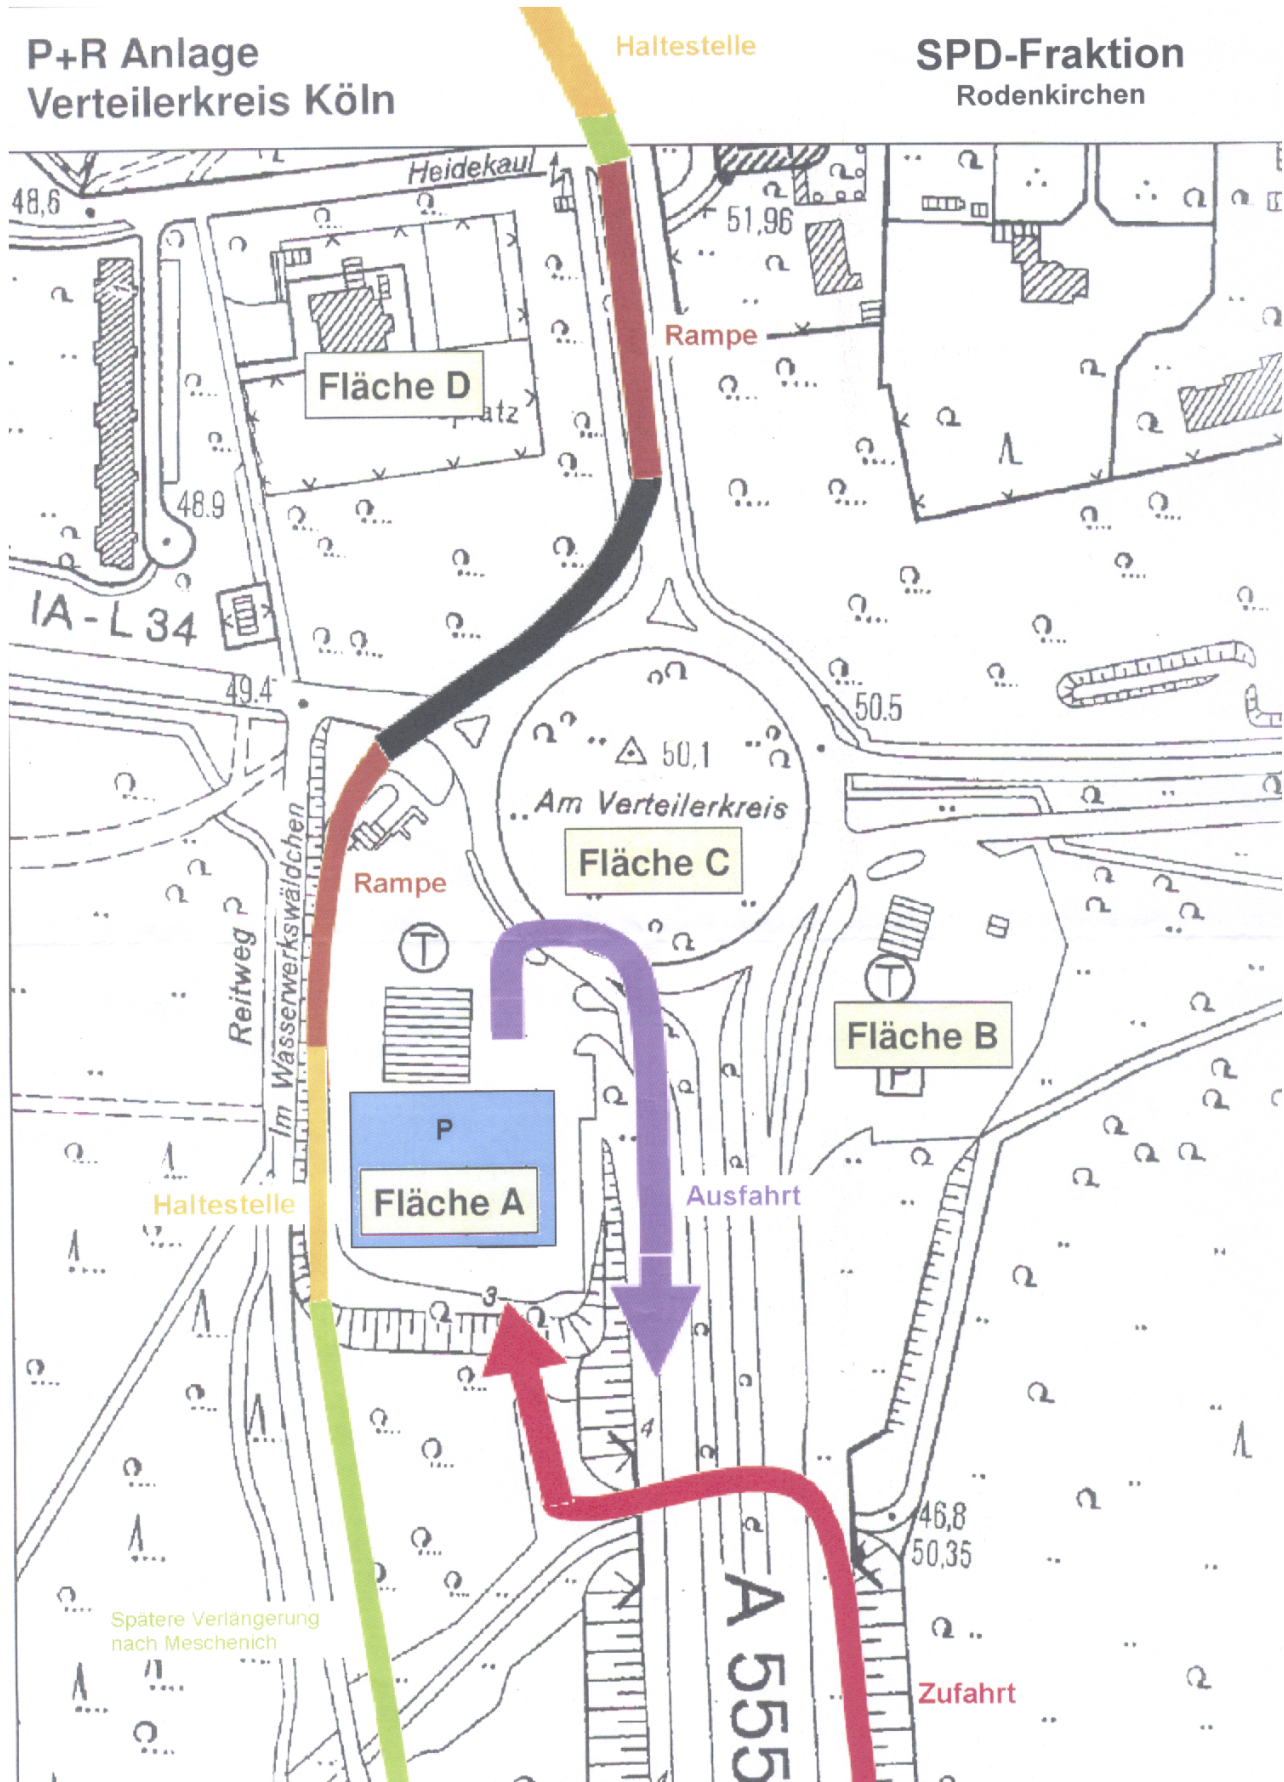 P+R Anlage
Verteilerkreis Köln
Haltestelle
SPD-Fraktion
Rodenkirchen
Heidekaul
48,6
51,96
Rampe
Fläche D
platz
48.9
IA-L 34
49.4
50.5
50,1
Am Verteilerkreis
Fläche C
Rampe
Reitweg
Im Wasserwerkswäldchen
T
T
Fläche B
P
P
Fläche A
Haltestelle
Ausfahrt
3
4
46,8
50,35
A 555
Spätere Verlängerung
nach Meschenich
Zufahrt
4